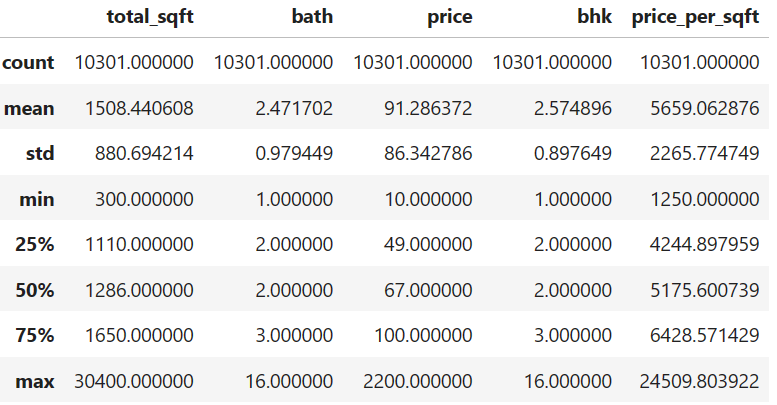 total_sqft bath price bhk price_per_sqft
count 10301.000000 10301.000000 10301.000000 10301.000000 10301.000000
mean 1508.440608 2.471702 91.286372 2.574896 5659.062876
std 880.694214 0.979449 86.342786 0.897649 2265.774749
min 300.000000 1.000000 10.000000 1.000000 1250.000000
25% 1110.000000 2.000000 49.000000 2.000000 4244.897959
50% 1286.000000 2.000000 67.000000 2.000000 5175.600739
75% 1650.000000 3.000000 100.000000 3.000000 6428.571429
max 30400.000000 16.000000 2200.000000 16.000000 24509.803922